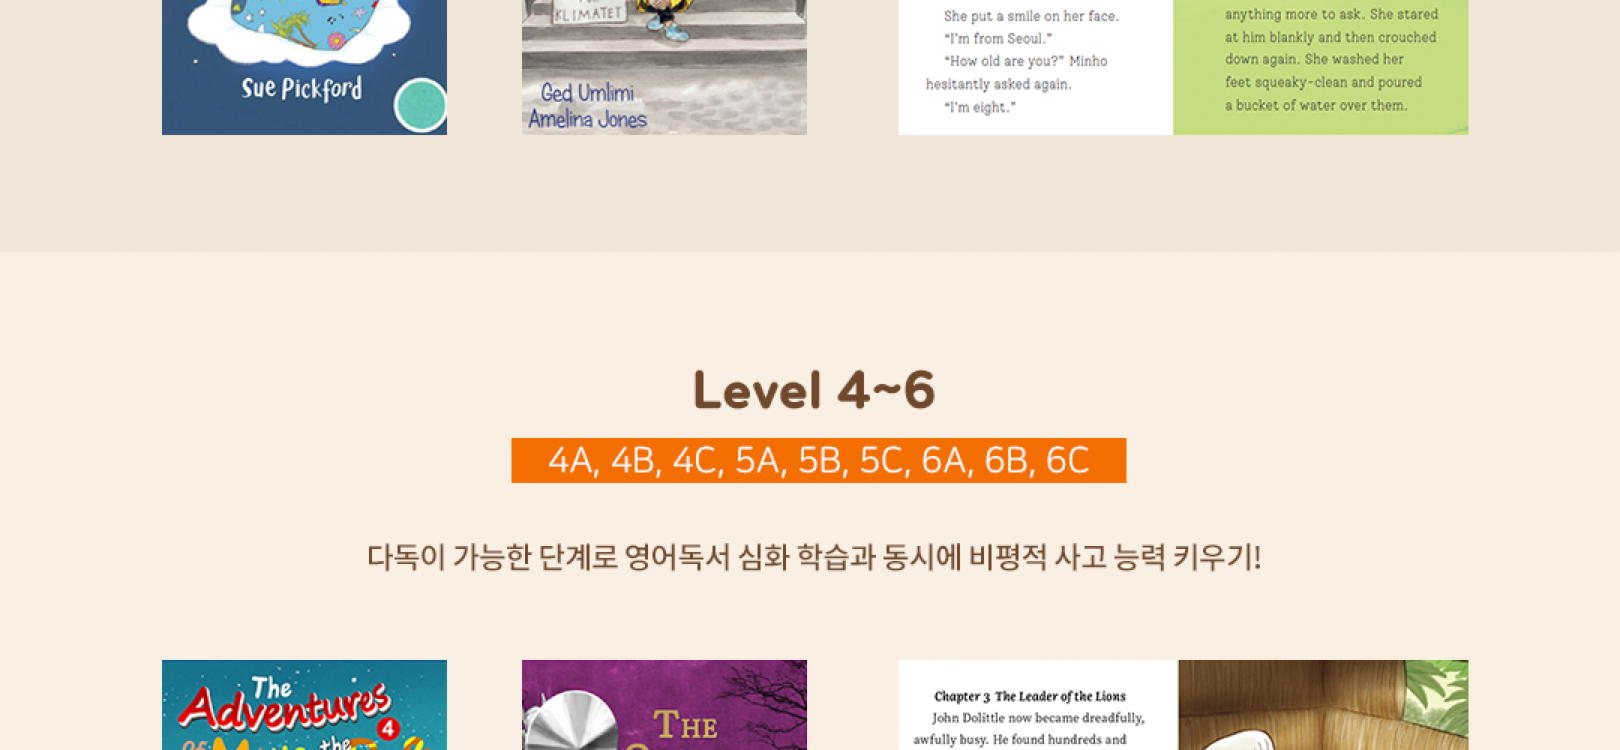 Sue Pickford
KLIMATET
Ged Umlimi
Amelina Jones
She put a smile on her face.
“I’m from Seoul.”
“How old are you?” Minho
hesitantly asked again.
“I’m eight.”
anything more to ask. She stared
at him blankly and then crouched
down again. She washed her
feet squeaky-clean and poured
a bucket of water over them.
Level 4~6
4A, 4B, 4C, 5A, 5B, 5C, 6A, 6B, 6C
다독이 가능한 단계로 영어독서 심화 학습과 동시에 비평적 사고 능력 키우기!
The
Adventures
4
of
the
THE
Chapter 3 The Leader of the Lions
John Dolittle now became dreadfully,
awfully busy. He found hundreds and